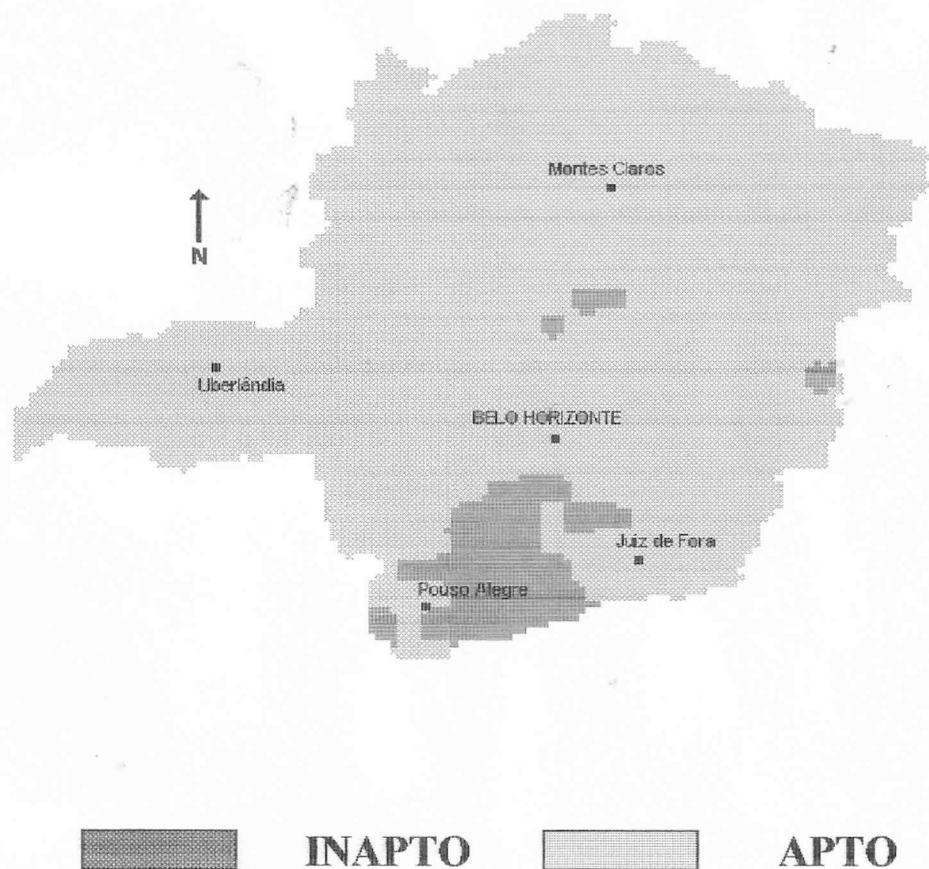 Montes Claros
N
Uberlândia
BELO HORIZONTE
Juiz de Fora
Pouso Alegre
INAPTO
APTO